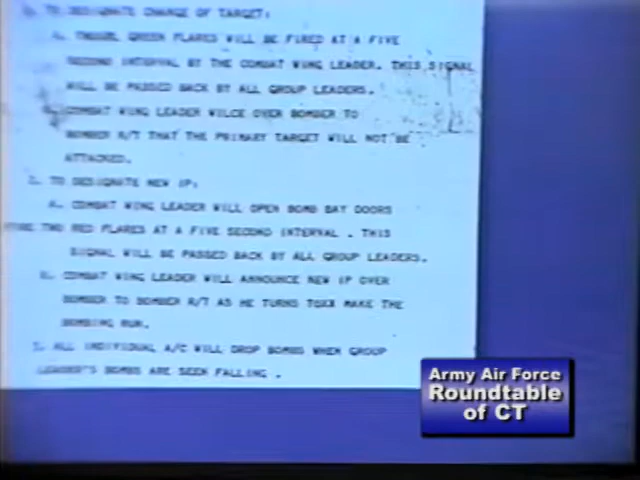 TO DESIGNATE CHANGE OF TARGET:
GREEN FLARES WILL BE FIRED AT A FIVE
SECOND INTERVAL BY THE COMBAT WING LEADER. THIS SIGNAL
WILL BE PASSED BACK BY ALL GROUP LEADERS.
COMBAT WING LEADER OVER BOMBER TO
BOMBER R/T THAT THE PRIMARY TARGET WILL NOT BE
ATTACKED.
2. TO DESIGNATE NEW IP:
A. COMBAT WING LEADER WILL OPEN BOMB BAY DOORS
TWO RED FLARES AT A FIVE SECOND INTERVAL . THIS
SIGNAL WILL BE PASSED BACK BY ALL GROUP LEADERS.
B. COMBAT WING LEADER WILL ANNOUNCE NEW IP OVER
BOMBER TO BOMBER R/T AS HE TURNS MAKE THE
BOMBING RUN.
3. ALL INDIVIDUAL A/C WILL DROP BOMBS WHEN GROUP
LEADER'S BOMBS ARE SEEN FALLING .
Army Air Force
Roundtable
of CT